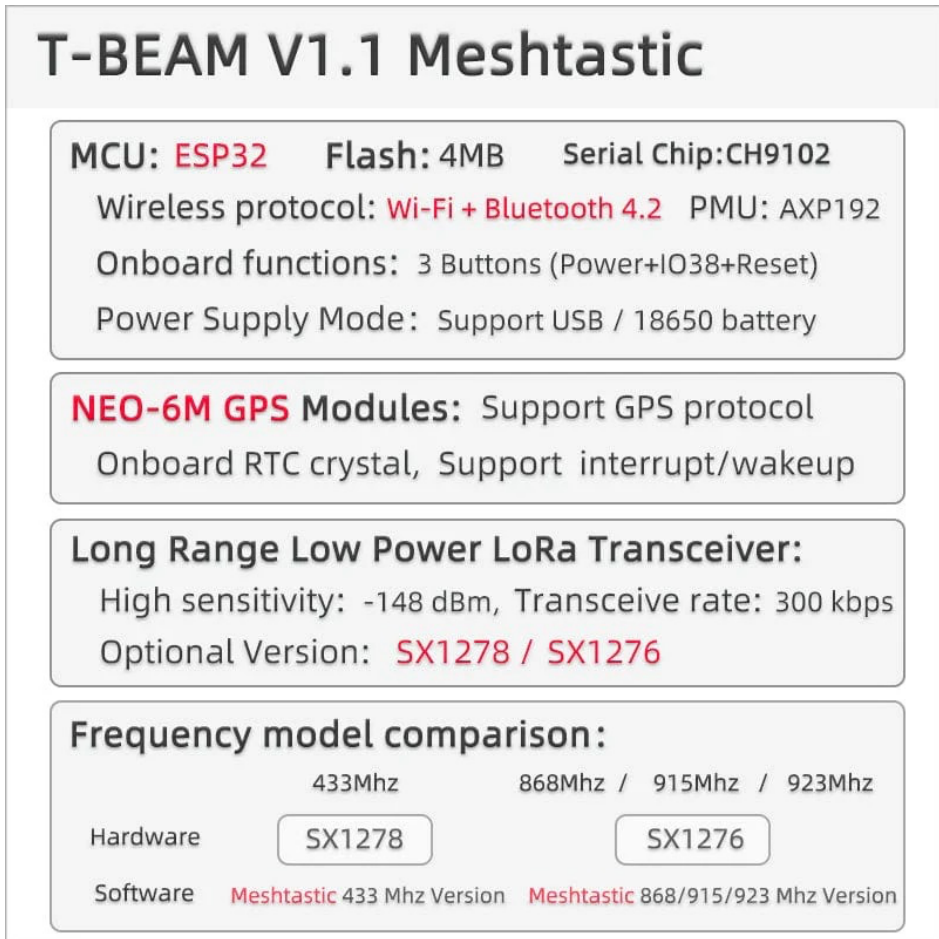 T-BEAM V1.1 Meshtastic
MCU: ESP32 Flash: 4MB Serial Chip:CH9102
Wireless protocol: Wi-Fi + Bluetooth 4.2 PMU: AXP192
Onboard functions: 3 Buttons (Power+IO38+Reset)
Power Supply Mode: Support USB / 18650 battery
NEO-6M GPS Modules: Support GPS protocol
Onboard RTC crystal, Support interrupt/wakeup
Long Range Low Power LoRa Transceiver:
High sensitivity: -148 dBm, Transceive rate: 300 kbps
Optional Version: SX1278 / SX1276
Frequency model comparison:
433Mhz 868Mhz / 915Mhz / 923Mhz
Hardware SX1278 SX1276
Software Meshtastic 433 Mhz Version Meshtastic 868/915/923 Mhz Version